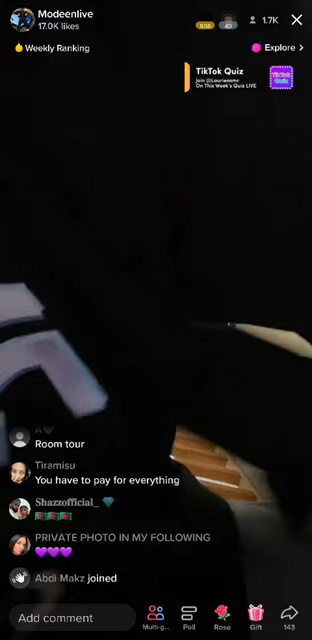 Modeenlive
17.0K likes
1.7K
Weekly Ranking
Explore
TikTok Quiz
On This Week's Quiz LIVE
Room tour
Tiramisu
You have to pay for everything
Shazzofficial_
PRIVATE PHOTO IN MY FOLLOWING
Abdi Makz joined
Add comment
Multi-g...
Poll
Rose
Gift
143